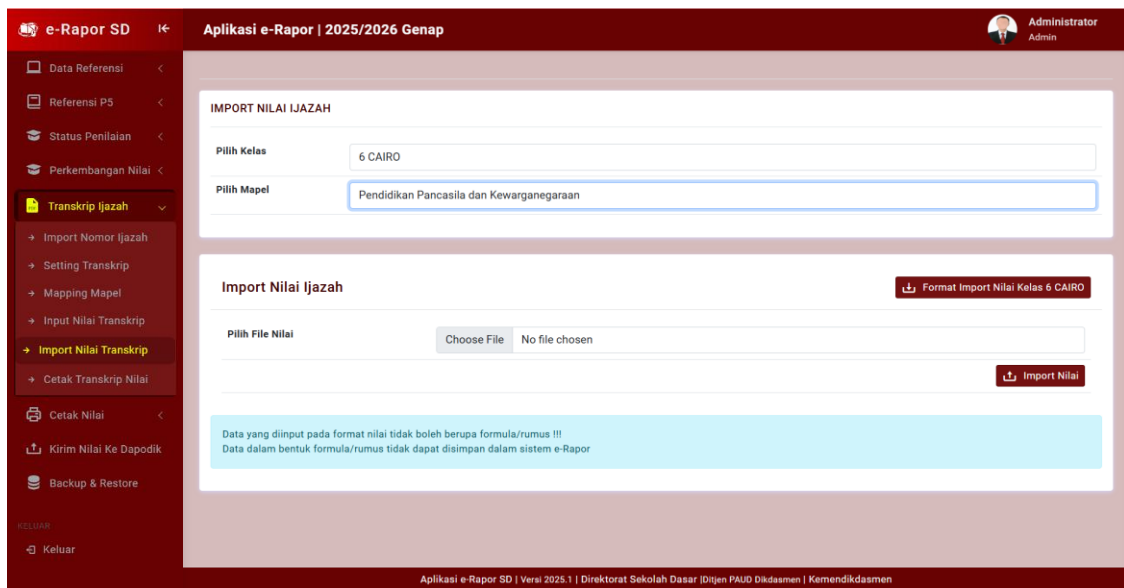 e-Rapor SD
Aplikasi e-Rapor | 2025/2026 Genap
Administrator
Admin
Data Referensi
Referensi P5
Status Penilaian
Perkembangan Nilai
Transkrip Ijazah
Import Nomor Ijazah
Setting Transkrip
Mapping Mapel
Input Nilai Transkrip
Import Nilai Transkrip
Cetak Transkrip Nilai
Cetak Nilai
Kirim Nilai Ke Dapodik
Backup & Restore
KELUAR
Keluar
IMPORT NILAI IJAZAH
Pilih Kelas
6 CAIRO
Pilih Mapel
Pendidikan Pancasila dan Kewarganegaraan
Import Nilai Ijazah
Format Import Nilai Kelas 6 CAIRO
Pilih File Nilai
Choose File No file chosen
Import Nilai
Data yang diinput pada format nilai tidak boleh berupa formula/rumus !!!
Data dalam bentuk formula/rumus tidak dapat disimpan dalam sistem e-Rapor
Aplikasi e-Rapor SD | Versi 2025.1 | Direktorat Sekolah Dasar |Ditjen PAUD Dikdasmen | Kemendikdasmen